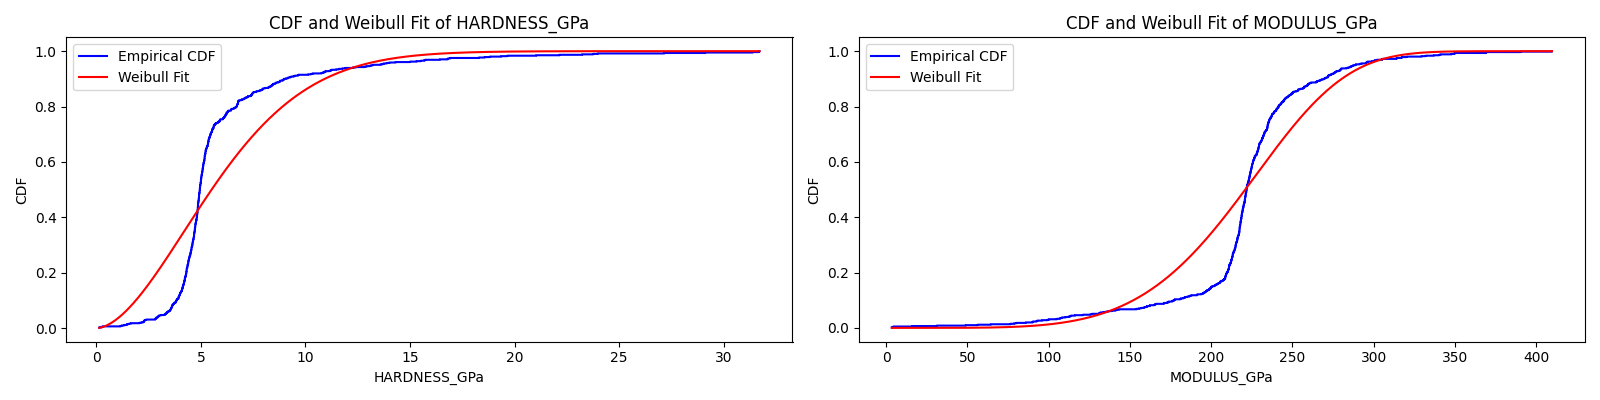 CDF and Weibull Fit of HARDNESS_GPa
Empirical CDF
Weibull Fit
CDF
1.0
0.8
0.6
0.4
0.2
0.0
0 5 10 15 20 25 30
HARDNESS_GPa
CDF and Weibull Fit of MODULUS_GPa
Empirical CDF
Weibull Fit
CDF
1.0
0.8
0.6
0.4
0.2
0.0
0 50 100 150 200 250 300 350 400
MODULUS_GPa